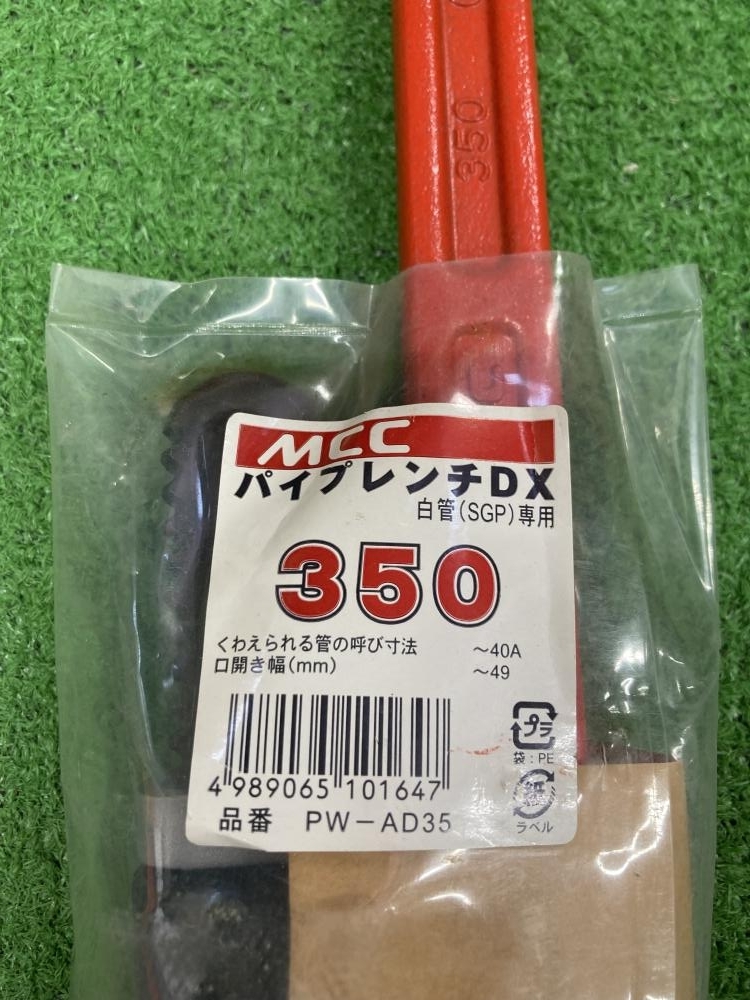 350
MCC
パイプレンチDX
白管(SGP)専用
350
くわえられる管の呼び寸法 〜40A
口開き幅(mm) 〜49
プラ
袋:PE
紙
ラベル
4 989065 101647
品番 PW-AD35